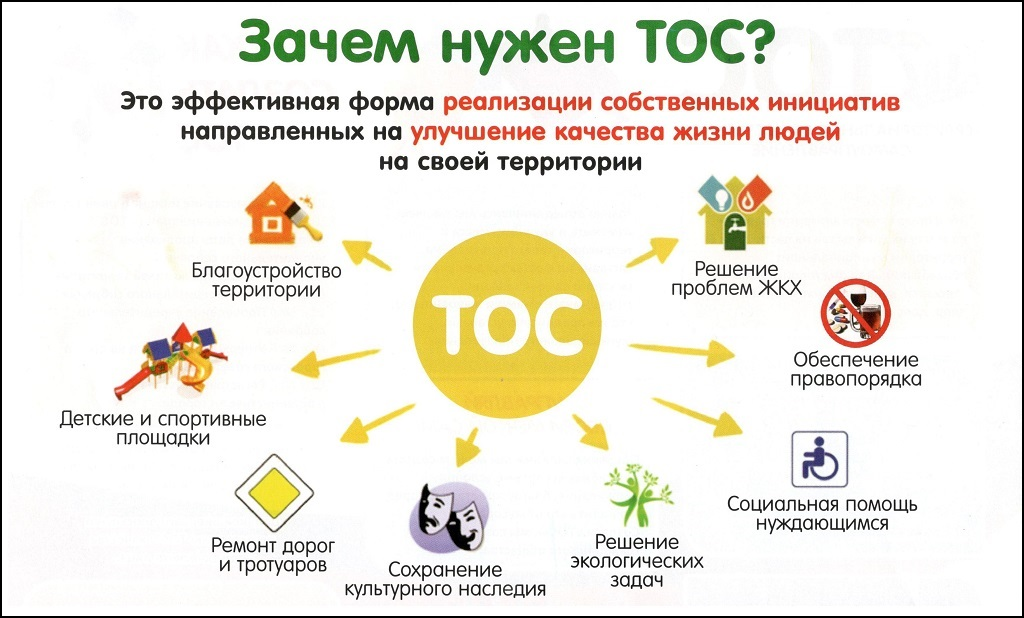 Зачем нужен ТОС?
Это эффективная форма реализации собственных инициатив
направленных на улучшение качества жизни людей
на своей территории
Благоустройство
территории
Решение
проблем ЖКХ
ТОС
Обеспечение
правопорядка
Детские и спортивные
площадки
Социальная помощь
нуждающимся
Ремонт дорог
и тротуаров
Сохранение
культурного наследия
Решение
экологических
задач